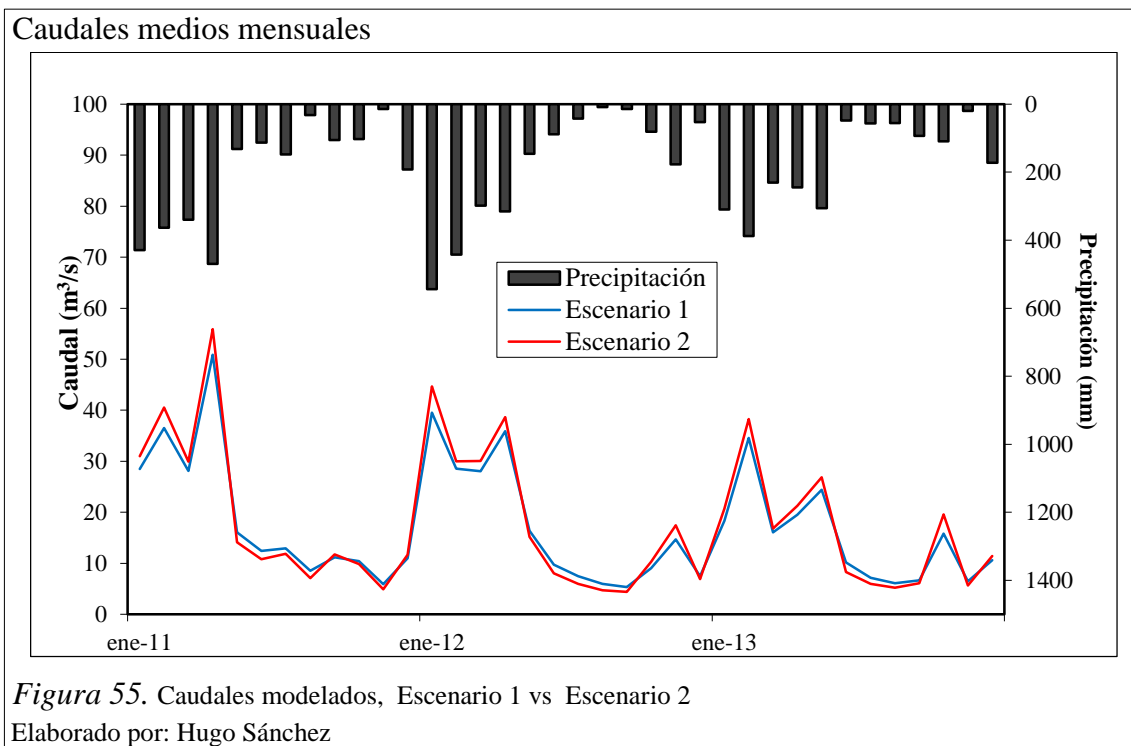 Caudales medios mensuales
100
90
80
70
60
50
40
30
20
10
0
Caudal (m³/s)
0
200
400
600
800
1000
1200
1400
Precipitación (mm)
Precipitación
Escenario 1
Escenario 2
ene-11
ene-12
ene-13
Figura 55. Caudales modelados, Escenario 1 vs Escenario 2
Elaborado por: Hugo Sánchez